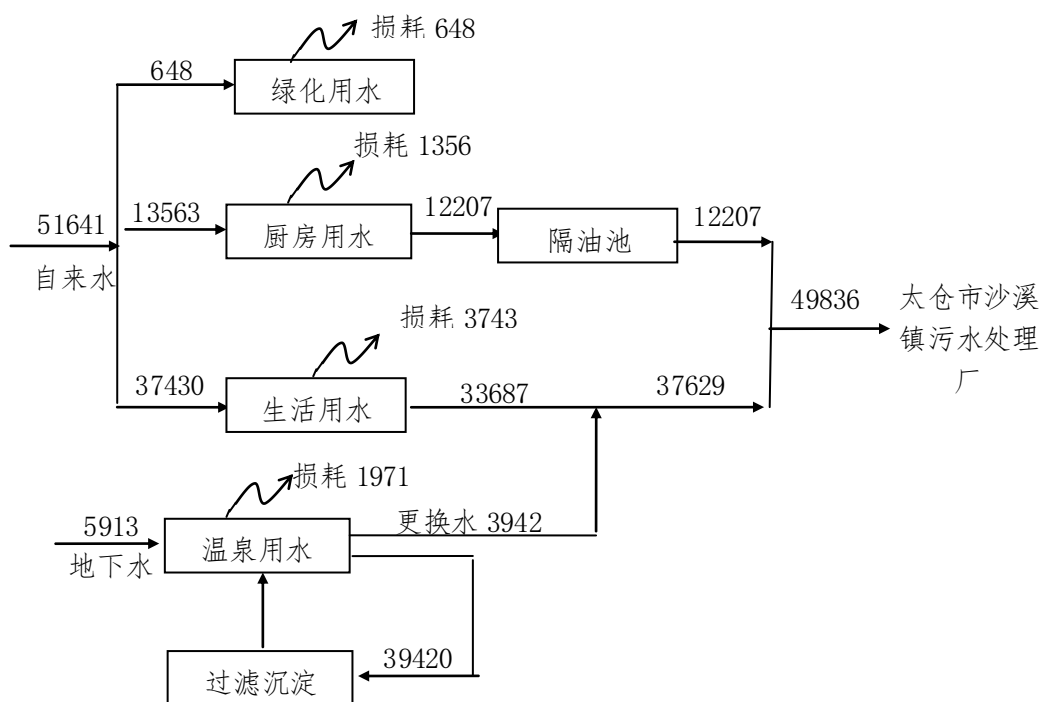 损耗 648
648
绿化用水
损耗 1356
51641
13563
厨房用水
12207
隔油池
12207
自来水
损耗 3743
49836
太仓市沙溪
镇污水处理
厂
37430
生活用水
33687
37629
损耗 1971
5913
地下水
温泉用水
更换水 3942
39420
过滤沉淀